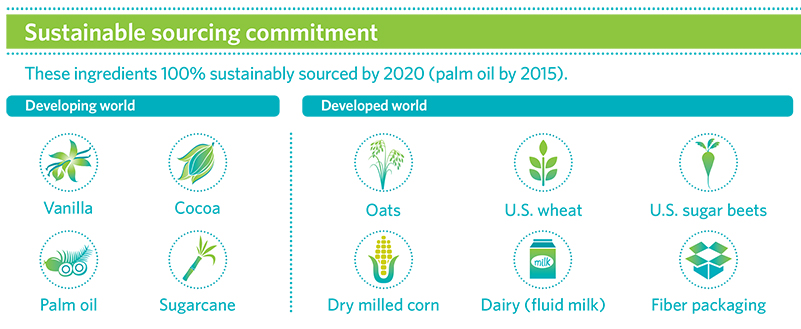 Sustainable sourcing commitment
These ingredients 100% sustainably sourced by 2020 (palm oil by 2015).
Developing world
Developed world
Vanilla
Cocoa
Oats
U.S. wheat
U.S. sugar beets
milk
Palm oil
Sugarcane
Dry milled corn
Dairy (fluid milk)
Fiber packaging